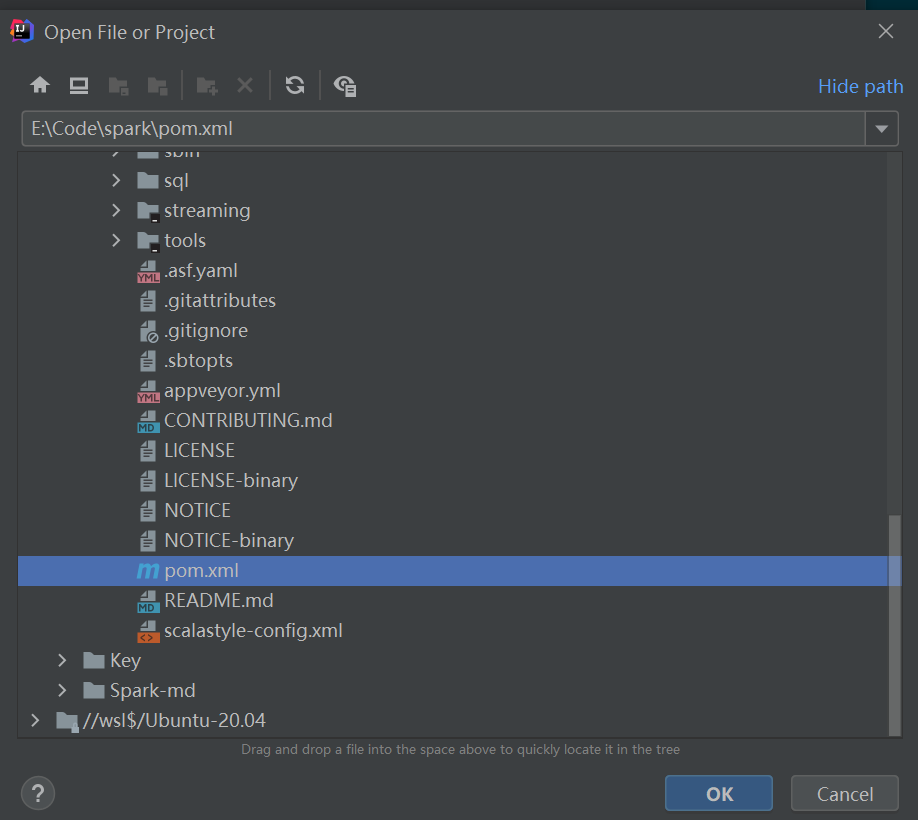 Open File or Project
Hide path
E:\Code\spark\pom.xml
sbin
sql
streaming
tools
.asf.yaml
.gitattributes
.gitignore
.sbtopts
appveyor.yml
CONTRIBUTING.md
LICENSE
LICENSE-binary
NOTICE
NOTICE-binary
pom.xml
README.md
scalastyle-config.xml
Key
Spark-md
//wsl$/Ubuntu-20.04
Drag and drop a file into the space above to quickly locate it in the tree
? OK Cancel